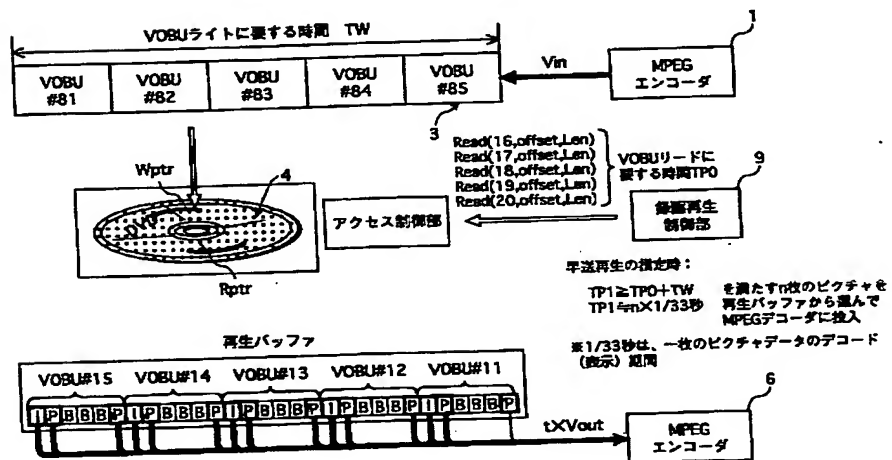 VOBUライトに要する時間 TW
VOBU #81
VOBU #82
VOBU #83
VOBU #84
VOBU #85
3
Vin
1
MPEG
エンコーダ
Wptr
4
DVD
Rptr
アクセス制御部
Read(16,offset,Len)
Read(17,offset,Len)
Read(18,offset,Len)
Read(19,offset,Len)
Read(20,offset,Len)
VOBUリードに
要する時間TP0
9
録画再生
制御部
早送再生の指定時：
TP1≧TP0+TW
TP1≒n×1/33秒
を満たすn枚のピクチャを
再生バッファから選んで
MPEGデコーダに投入
※1/33秒は、一枚のピクチャデータのデコード
(表示)期間
再生バッファ
VOBU#15 VOBU#14 VOBU#13 VOBU#12 VOBU#11
I P B B B P I P B B B P I P B B B P I P B B B P I P B B B P
t×Vout
6
MPEG
エンコーダ